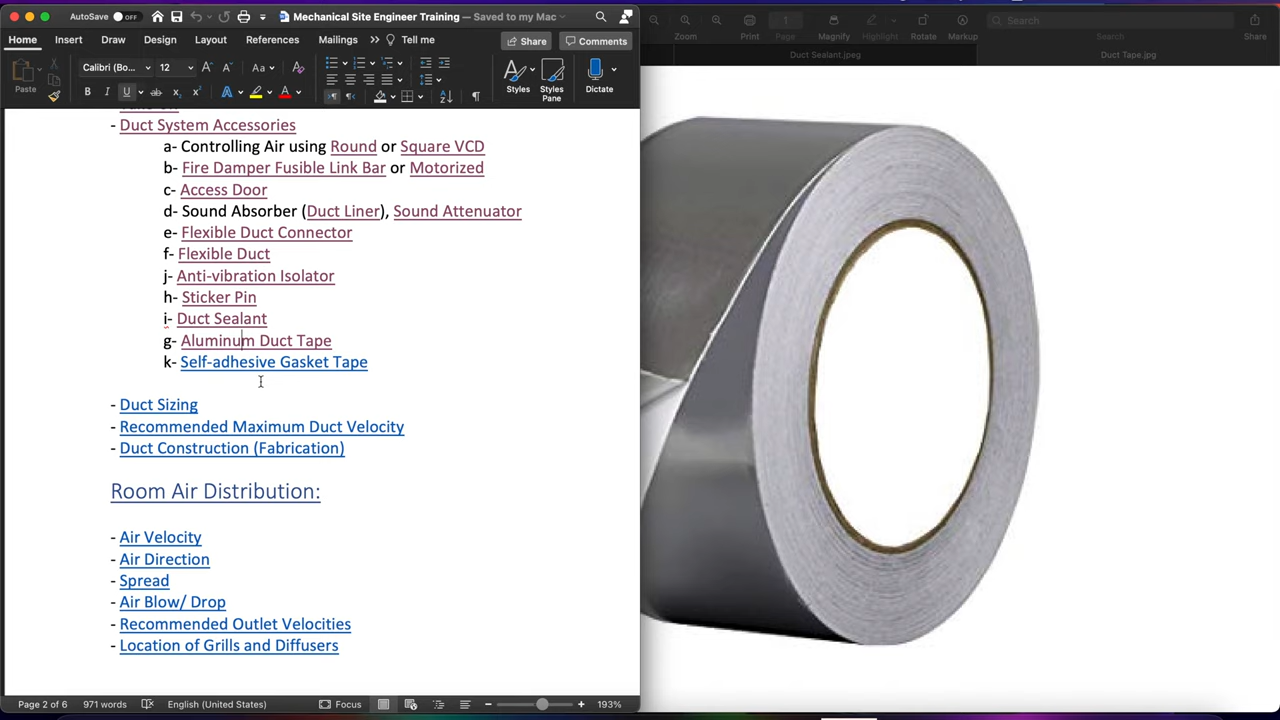 AutoSave OFF Mechanical Site Engineer Training — Saved to my Mac
Home Insert Draw Design Layout References Mailings Tell me Share Comments
Paste Calibri (Bo... 12 Aa Styles Styles Pane Dictate
- Duct System Accessories
a- Controlling Air using Round or Square VCD
b- Fire Damper Fusible Link Bar or Motorized
c- Access Door
d- Sound Absorber (Duct Liner), Sound Attenuator
e- Flexible Duct Connector
f- Flexible Duct
j- Anti-vibration Isolator
h- Sticker Pin
i- Duct Sealant
g- Aluminum Duct Tape
k- Self-adhesive Gasket Tape
- Duct Sizing
- Recommended Maximum Duct Velocity
- Duct Construction (Fabrication)
Room Air Distribution:
- Air Velocity
- Air Direction
- Spread
- Air Blow/ Drop
- Recommended Outlet Velocities
- Location of Grills and Diffusers
Page 2 of 6 971 words English (United States) Focus 193%
1 Search
Zoom Print Page Magnify Highlight Rotate Markup Search Share
Duct Sealant.jpeg Duct Tape.jpg